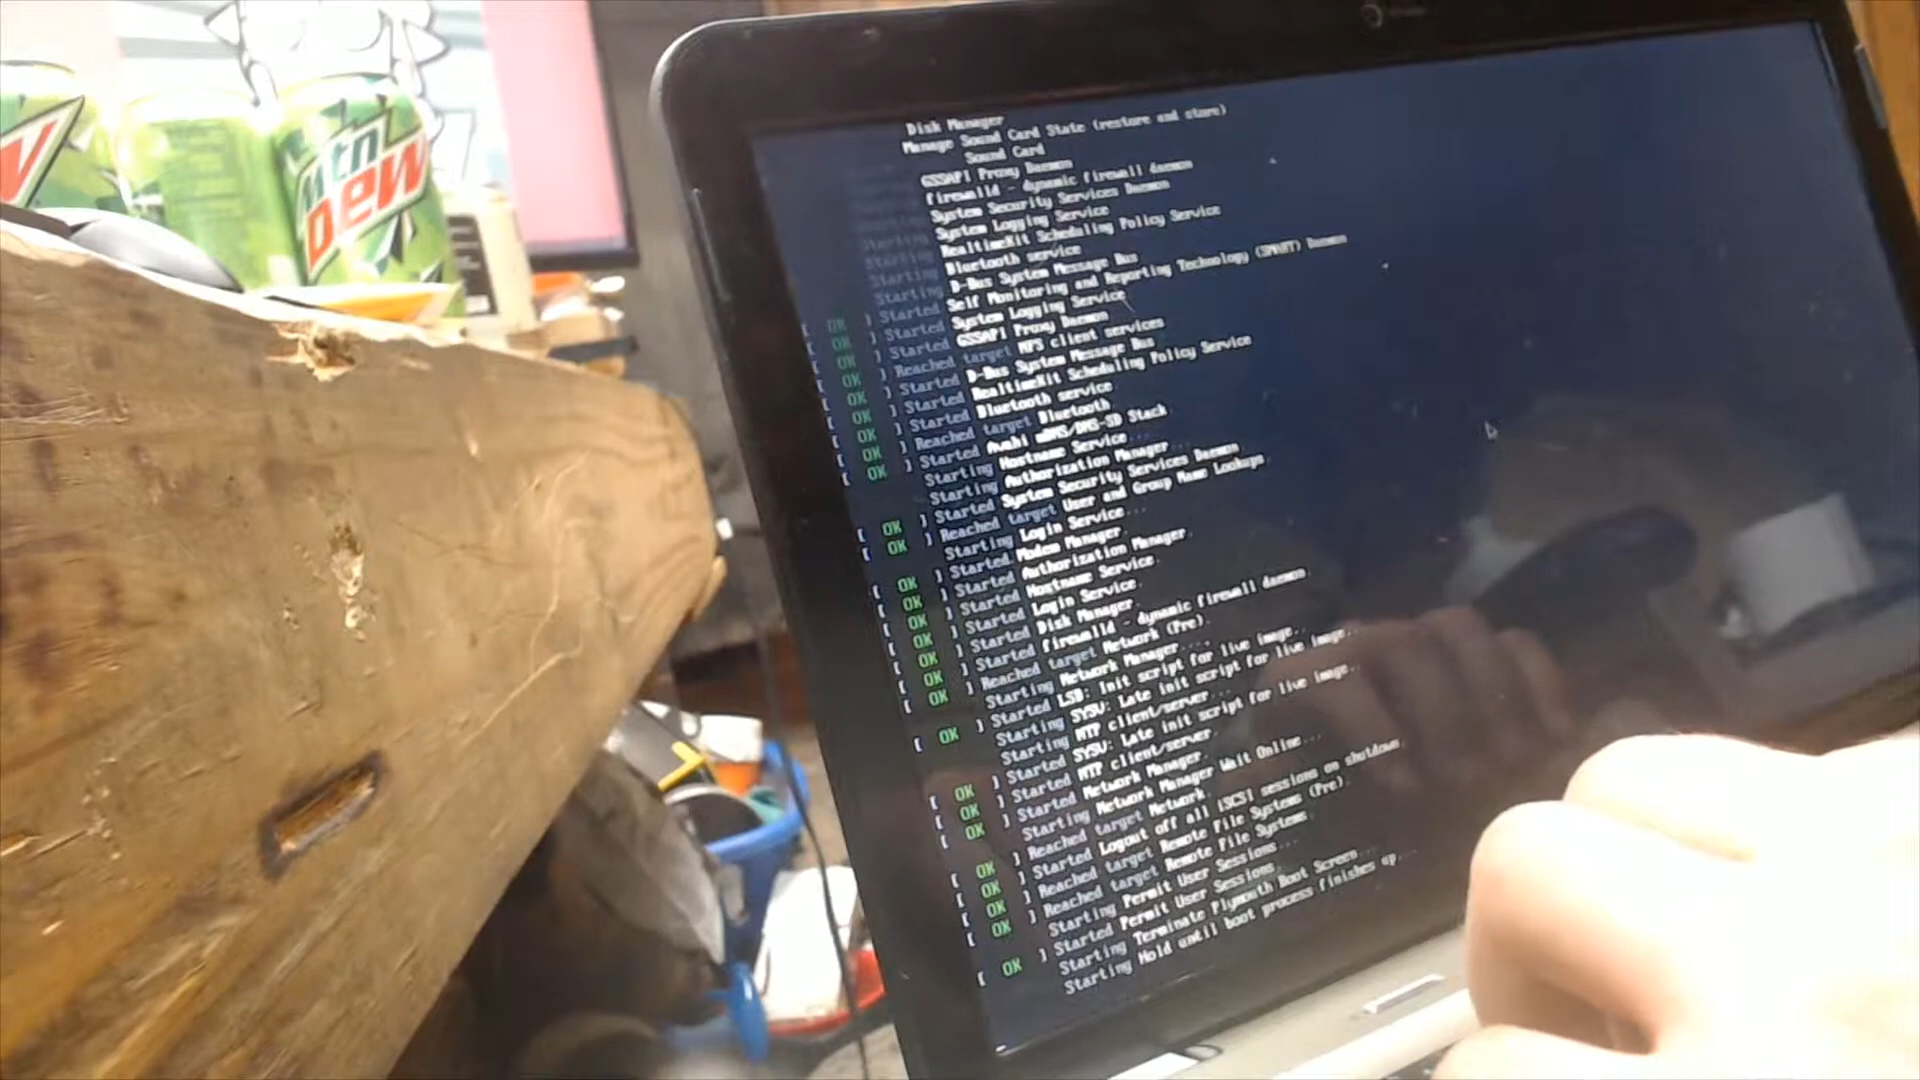 Mtn
Dew
Disk Manager
Manage Sound Card State (restore and store)
Sound Card
GSSAPI Proxy Daemon
firewalld - dynamic firewall daemon
System Security Services Daemon
System Logging Service
Starting RealtimeKit Scheduling Policy Service
Starting Bluetooth service
Starting D-Bus System Message Bus
Starting Self Monitoring and Reporting Technology (SMART) Daemon
[ OK ] Started System Logging Service
[ OK ] Started GSSAPI Proxy Daemon
[ OK ] Reached target NFS client services
[ OK ] Started D-Bus System Message Bus
[ OK ] Started RealtimeKit Scheduling Policy Service
[ OK ] Started Bluetooth service
[ OK ] Reached target Bluetooth
[ OK ] Started Avahi mDNS/DNS-SD Stack
Starting Hostname Service...
Starting Authorization Manager...
[ OK ] Started System Security Services Daemon
[ OK ] Reached target User and Group Name Lookups
Starting Login Service...
[ OK ] Started Modem Manager
[ OK ] Started Authorization Manager.
[ OK ] Started Hostname Service
[ OK ] Started Login Service.
[ OK ] Started Disk Manager
[ OK ] Started firewalld - dynamic firewall daemon
[ OK ] Reached target Network (Pre).
Starting Network Manager...
[ OK ] Started LSB: Init script for live image..
Starting SYSV: Late init script for live image...
Starting NTP client/server...
[ OK ] Started SYSV: Late init script for live image..
[ OK ] Started NTP client/server.
[ OK ] Started Network Manager.
Starting Network Manager Wait Online...
[ OK ] Reached target Network.
[ OK ] Started Logout off all iSCSI sessions on shutdown.
[ OK ] Reached target Remote File Systems (Pre).
[ OK ] Reached target Remote File Systems.
Starting Permit User Sessions...
[ OK ] Started Permit User Sessions.
Starting Terminate Plymouth Boot Screen...
Starting Hold until boot process finishes up...